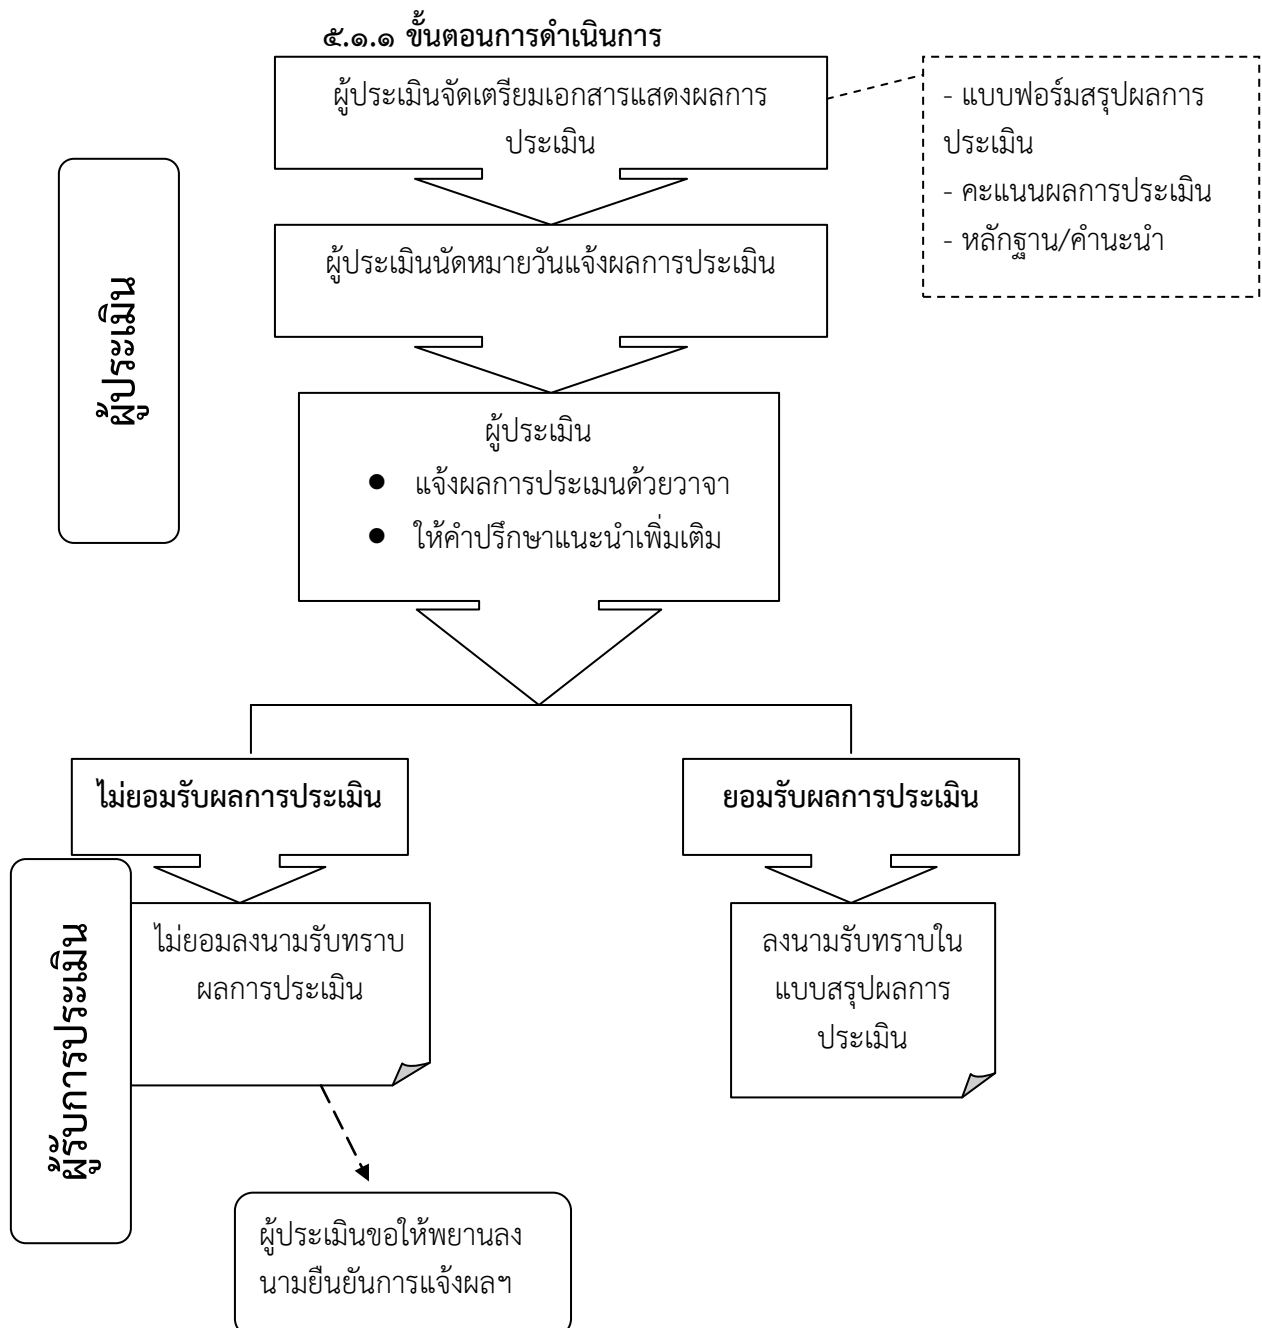 ๕.๑.๑ ขั้นตอนการดำเนินการ
ผู้ประเมินจัดเตรียมเอกสารแสดงผลการ
ประเมิน
- แบบฟอร์มสรุปผลการ
ประเมิน
- คะแนนผลการประเมิน
- หลักฐาน/คำนะนำ
ผู้ประเมินนัดหมายวันแจ้งผลการประเมิน
ผู้ประเมิน
ผู้ประเมิน
● แจ้งผลการประเมนด้วยวาจา
● ให้คำปรึกษาแนะนำเพิ่มเติม
ไม่ยอมรับผลการประเมิน
ยอมรับผลการประเมิน
ผู้รับการประเมิน
ไม่ยอมลงนามรับทราบ
ผลการประเมิน
ลงนามรับทราบใน
แบบสรุปผลการ
ประเมิน
ผู้ประเมินขอให้พยานลง
นามยืนยันการแจ้งผลฯ